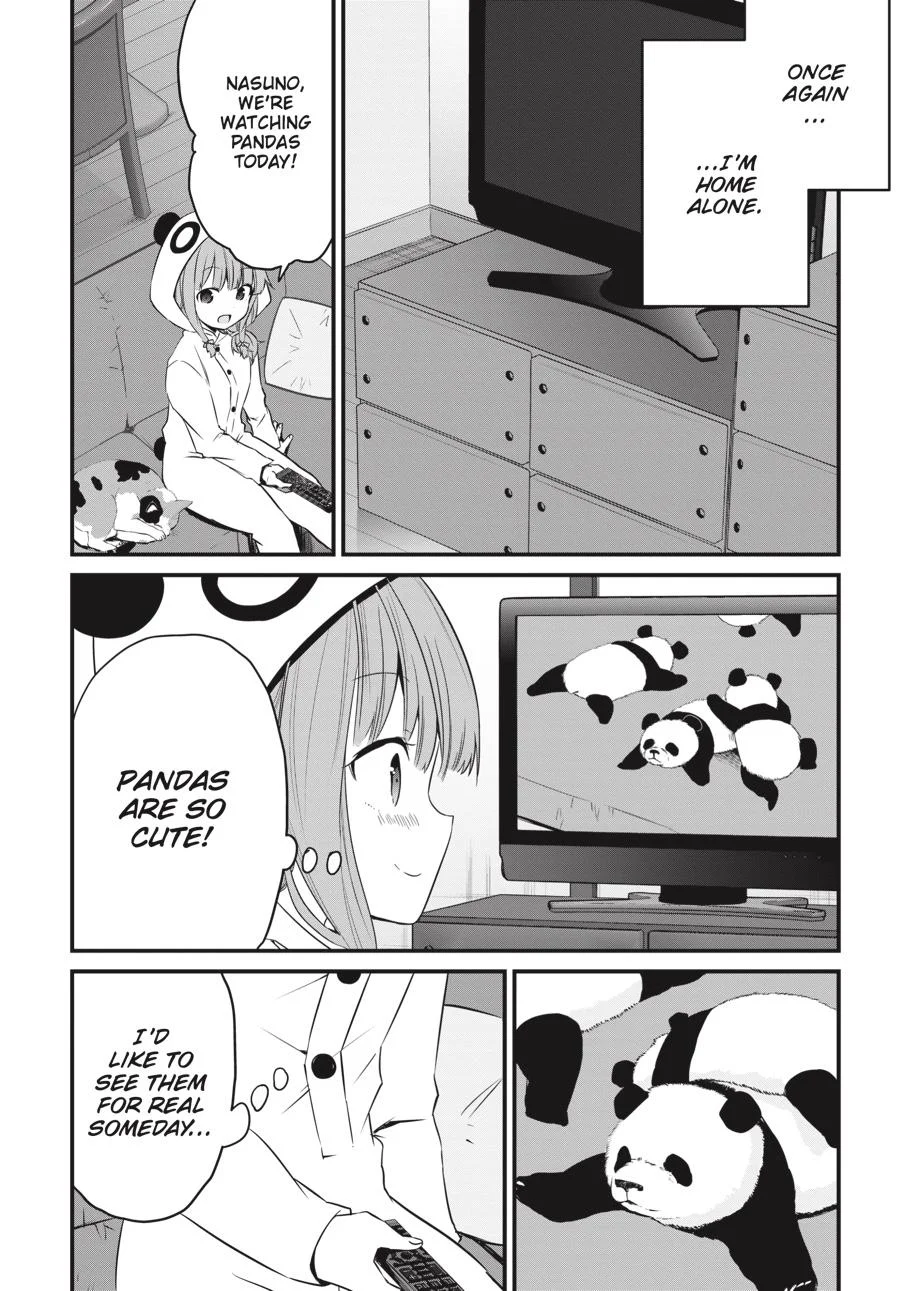 ONCE
AGAIN
...
...I'M
HOME
ALONE.
NASUNO,
WE'RE
WATCHING
PANDAS
TODAY!
PANDAS
ARE SO
CUTE!
I'D
LIKE TO
SEE THEM
FOR REAL
SOMEDAY...